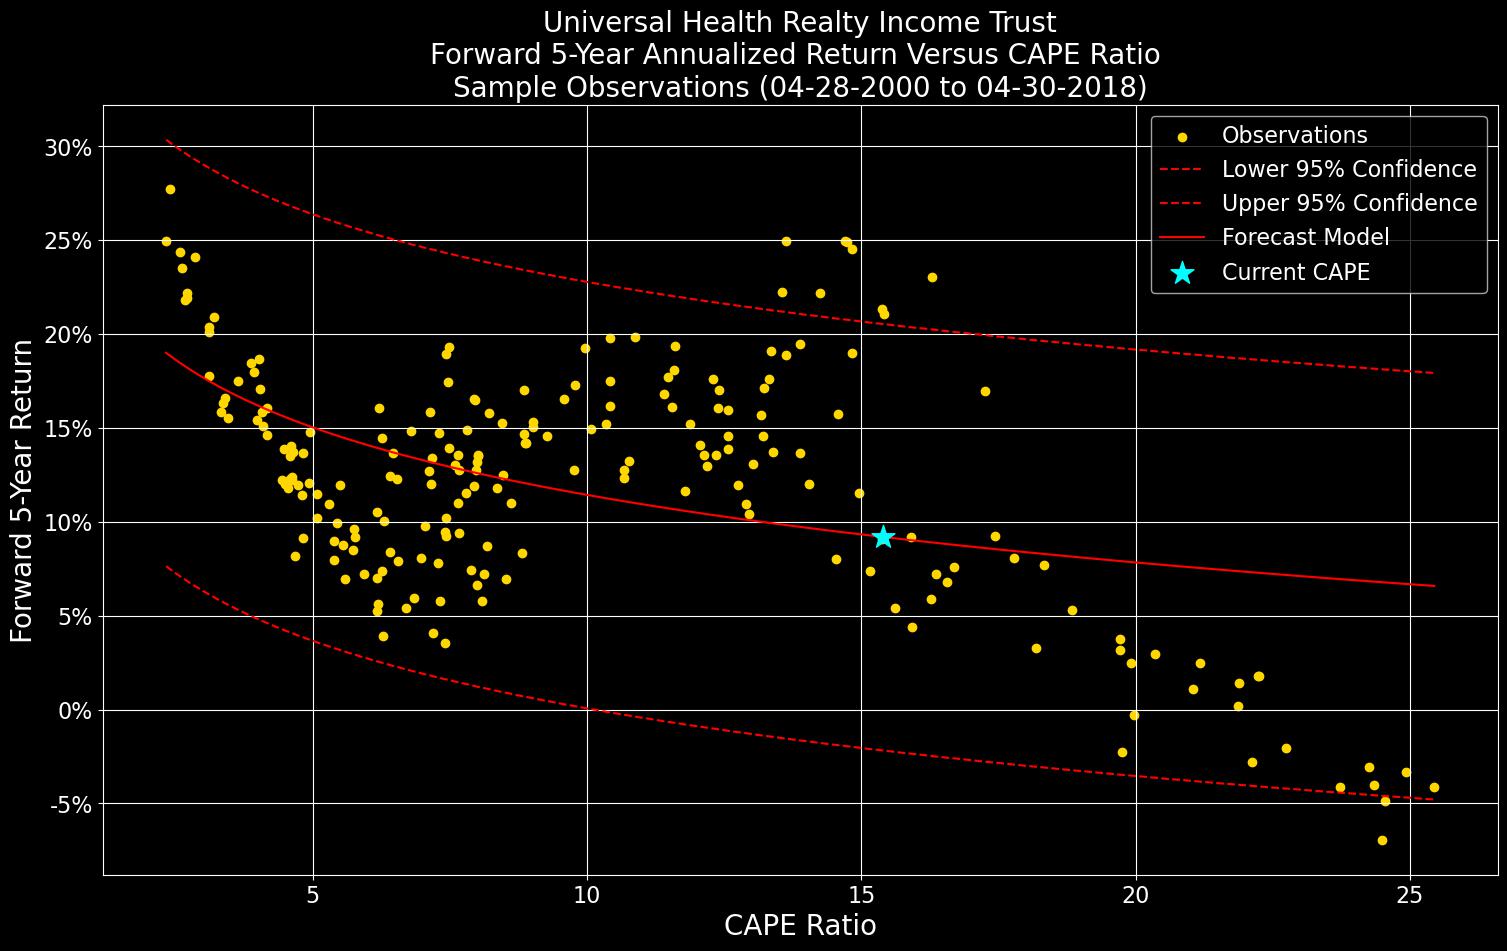 Universal Health Realty Income Trust
Forward 5-Year Annualized Return Versus CAPE Ratio
Sample Observations (04-28-2000 to 04-30-2018)
Observations
Lower 95% Confidence
Upper 95% Confidence
Forecast Model
Current CAPE
Forward 5-Year Return
30%
25%
20%
15%
10%
5%
0%
-5%
5
10
15
20
25
CAPE Ratio